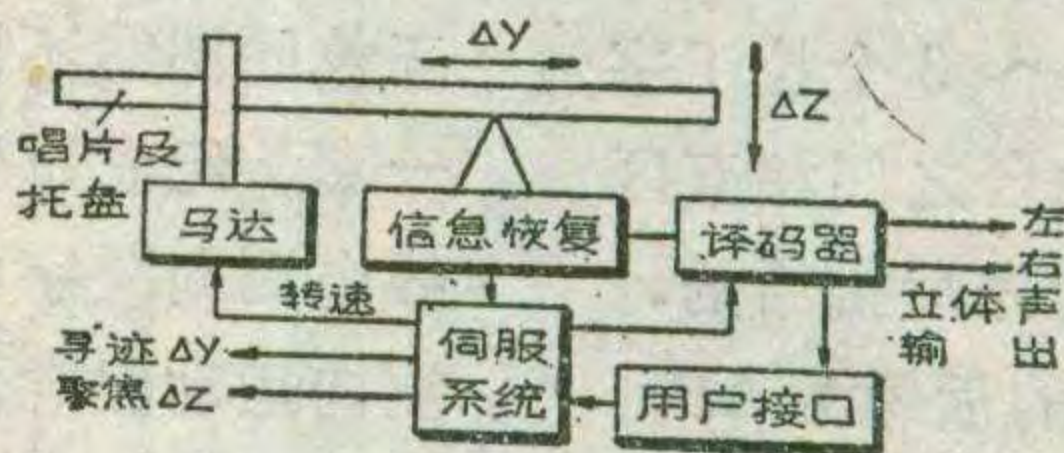 ΔY
ΔZ
唱片及
托盘
马达
信息恢复
译码器
左
右
立体声
输出
转速
寻迹 ΔY
聚焦 ΔZ
伺服
系统
用户接口